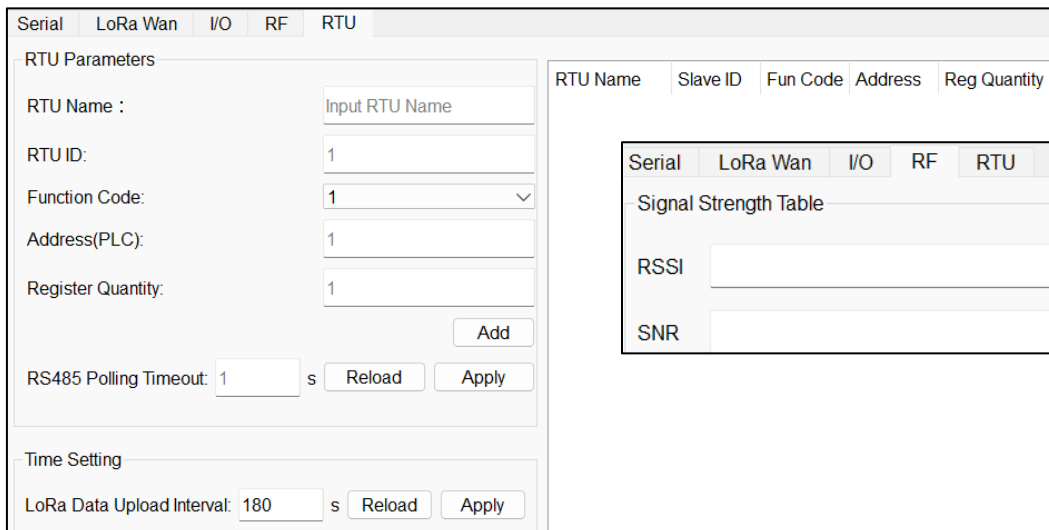 Serial LoRa Wan I/O RF RTU
RTU Parameters
RTU Name：
Input RTU Name
RTU ID:
1
Function Code:
1
Address(PLC):
1
Register Quantity:
1
Add
RS485 Polling Timeout: 1 s Reload Apply
Time Setting
LoRa Data Upload Interval: 180 s Reload Apply
RTU Name Slave ID Fun Code Address Reg Quantity
Serial LoRa Wan I/O RF RTU
Signal Strength Table
RSSI
SNR